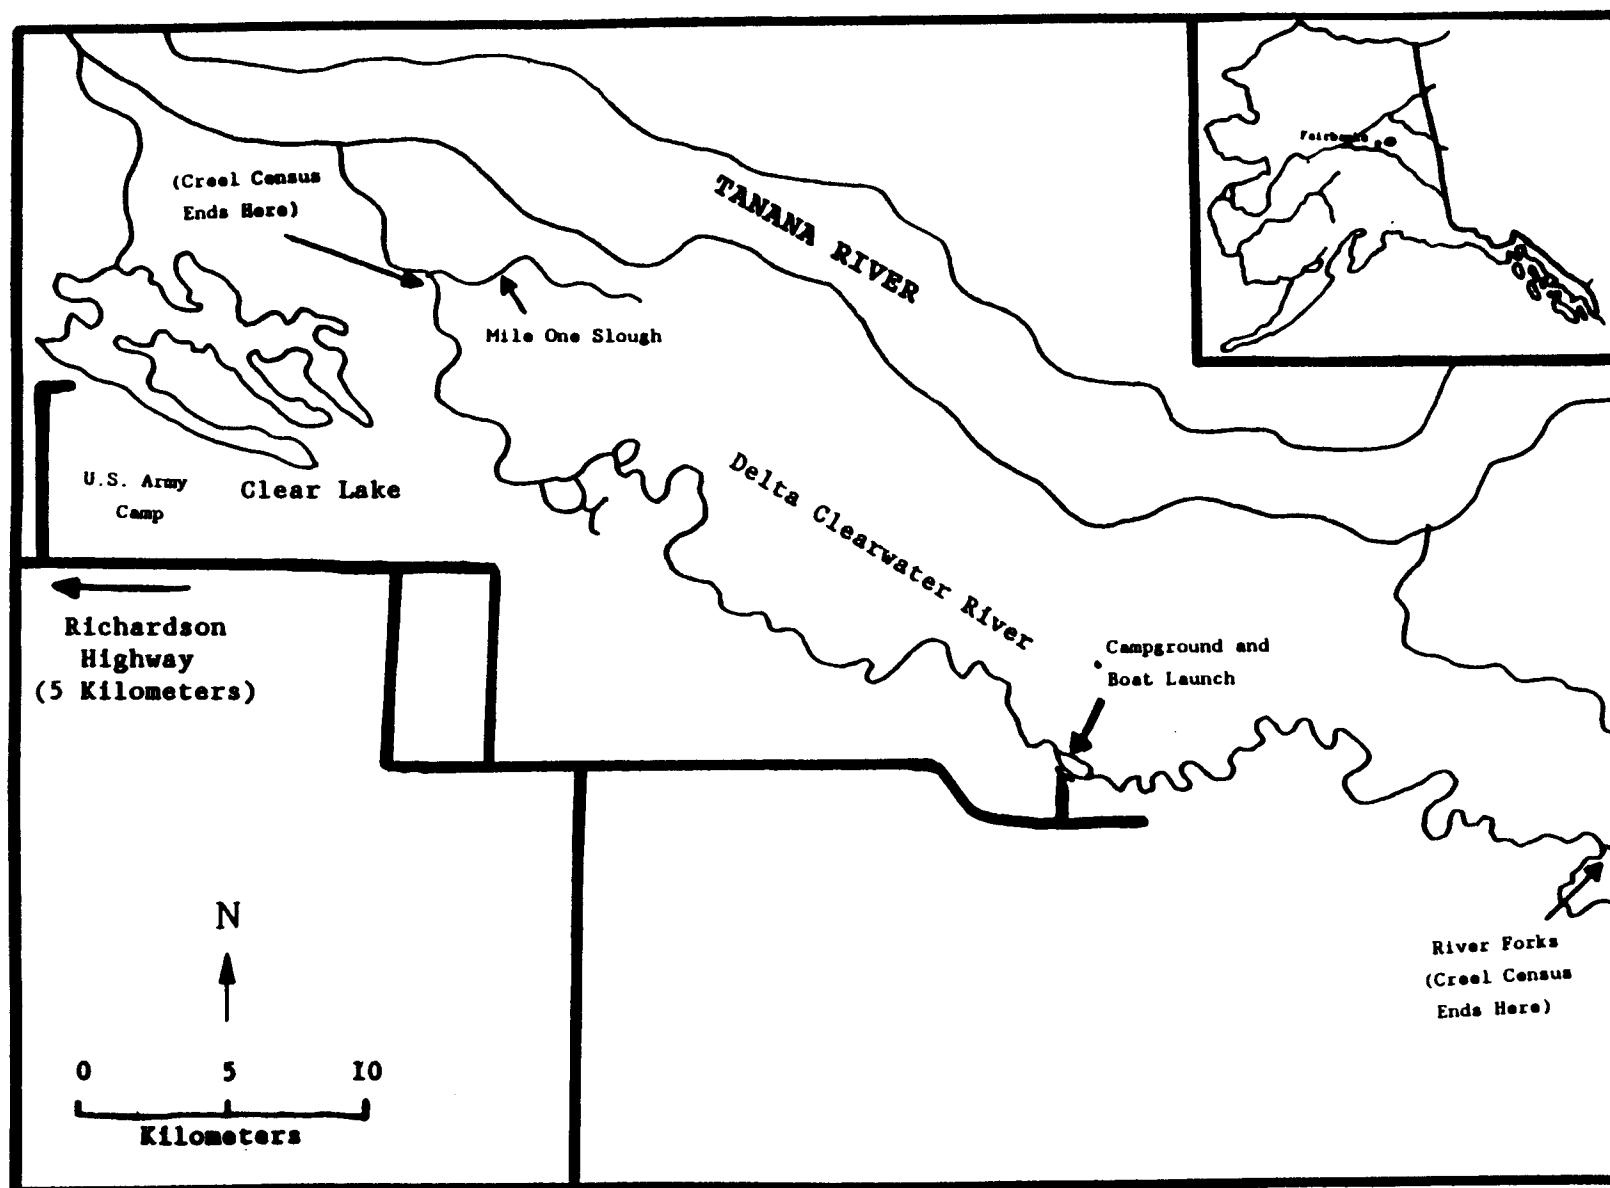 Fairbanks
(Creel Census
Ends Here)
TANANA RIVER
Mile One Slough
U.S. Army
Camp
Clear Lake
Delta Clearwater River
Richardson
Highway
(5 Kilometers)
Campground and
Boat Launch
N
River Forks
(Creel Census
Ends Here)
0 5 10
Kilometers